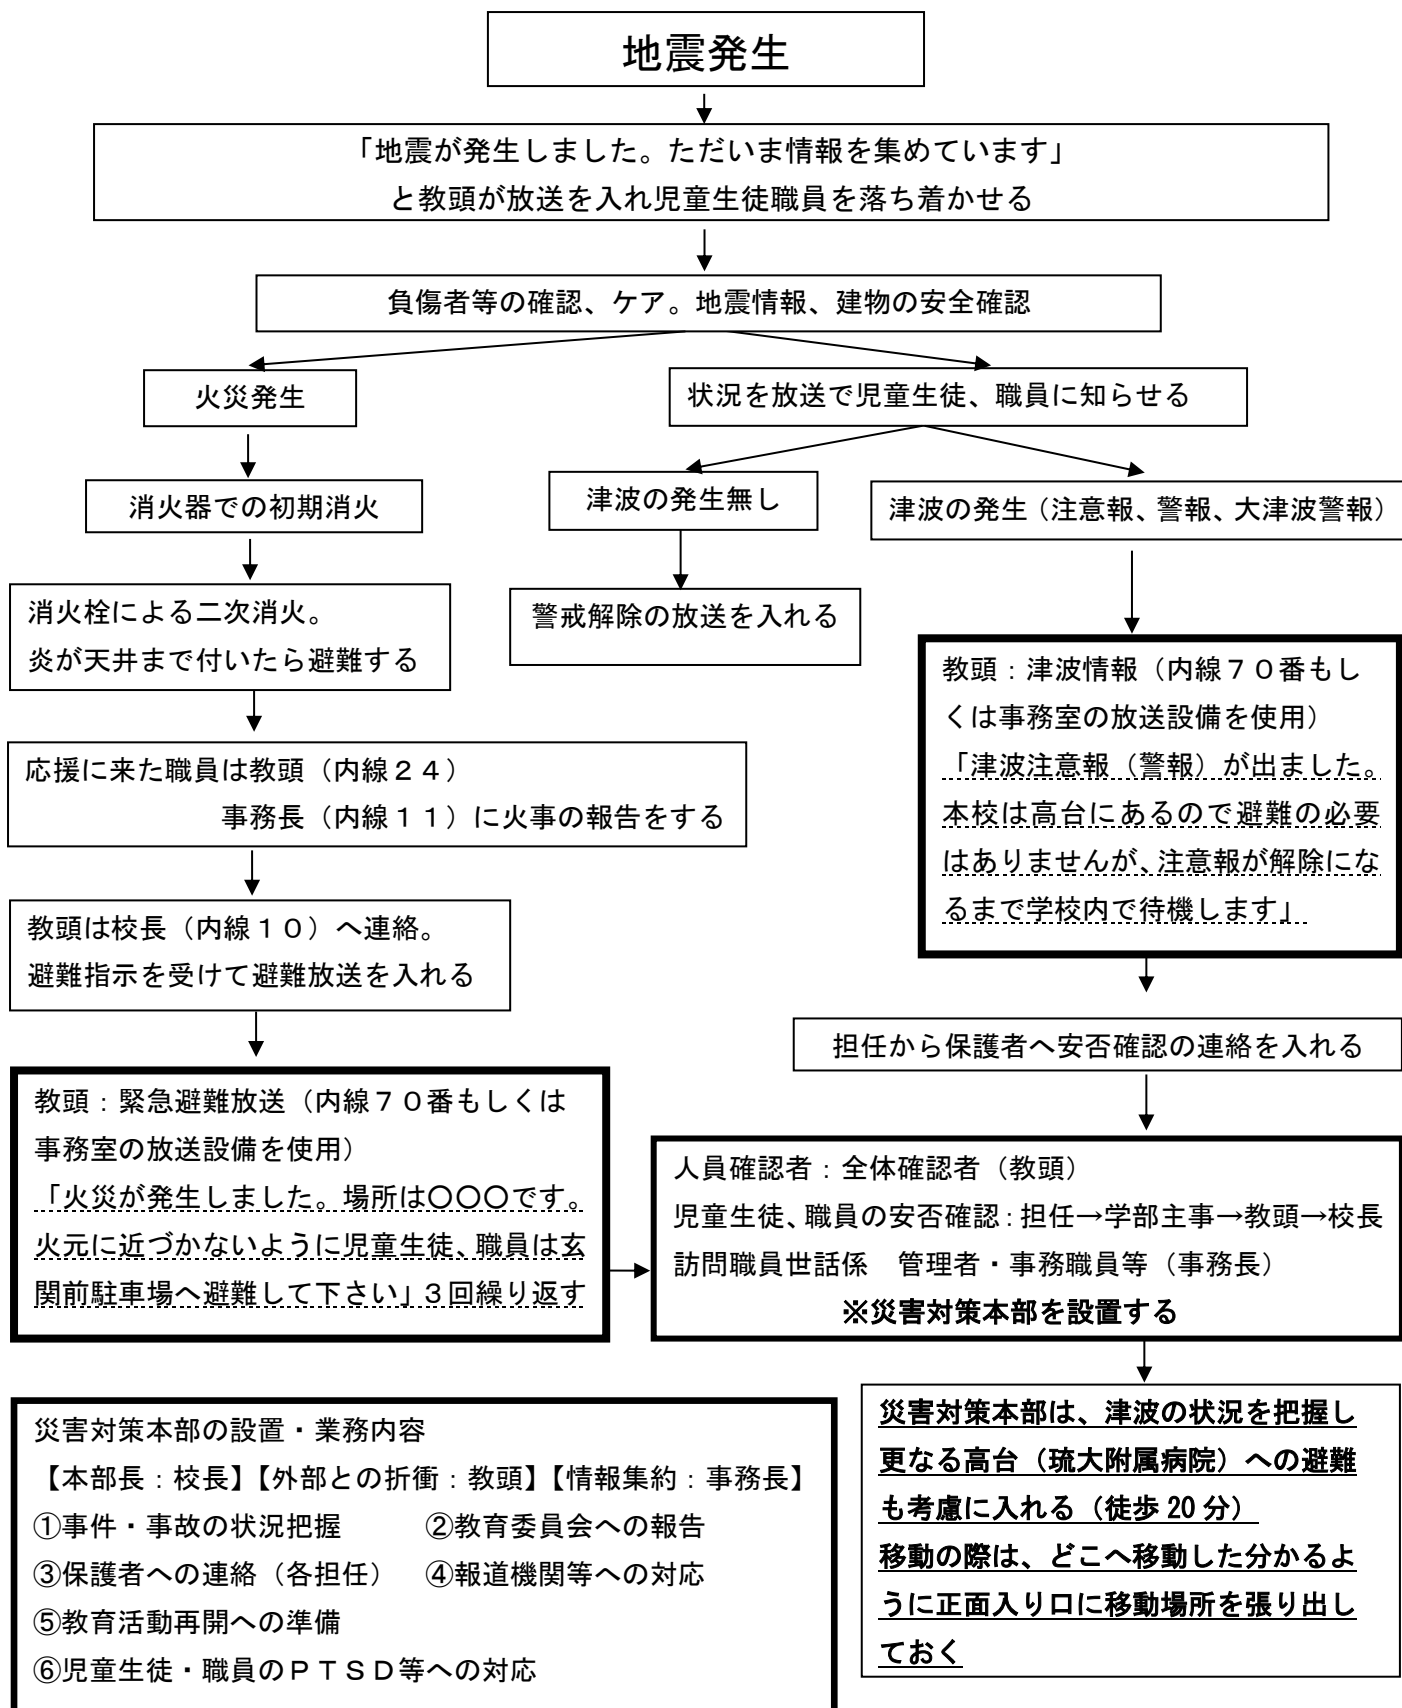 地震発生
「地震が発生しました。ただいま情報を集めています」
と教頭が放送を入れ児童生徒職員を落ち着かせる
負傷者等の確認、ケア。地震情報、建物の安全確認
火災発生
状況を放送で児童生徒、職員に知らせる
消火器での初期消火
津波の発生無し
津波の発生（注意報、警報、大津波警報）
消火栓による二次消火。
炎が天井まで付いたら避難する
警戒解除の放送を入れる
教頭：津波情報（内線７０番もし
くは事務室の放送設備を使用）
「津波注意報（警報）が出ました。
本校は高台にあるので避難の必要
はありませんが、注意報が解除にな
るまで学校内で待機します」
応援に来た職員は教頭（内線２４）
事務長（内線１１）に火事の報告をする
教頭は校長（内線１０）へ連絡。
避難指示を受けて避難放送を入れる
担任から保護者へ安否確認の連絡を入れる
教頭：緊急避難放送（内線７０番もしくは
事務室の放送設備を使用）
「火災が発生しました。場所は〇〇〇です。
火元に近づかないように児童生徒、職員は玄
関前駐車場へ避難して下さい」３回繰り返す
人員確認者：全体確認者（教頭）
児童生徒、職員の安否確認：担任→学部主事→教頭→校長
訪問職員世話係　管理者・事務職員等（事務長）
※災害対策本部を設置する
災害対策本部の設置・業務内容
【本部長：校長】【外部との折衝：教頭】【情報集約：事務長】
①事件・事故の状況把握　　　②教育委員会への報告
③保護者への連絡（各担任）　④報道機関等への対応
⑤教育活動再開への準備
⑥児童生徒・職員のＰＴＳＤ等への対応
災害対策本部は、津波の状況を把握し
更なる高台（琉大附属病院）への避難
も考慮に入れる（徒歩 20 分）
移動の際は、どこへ移動した分かるよ
うに正面入り口に移動場所を張り出し
ておく